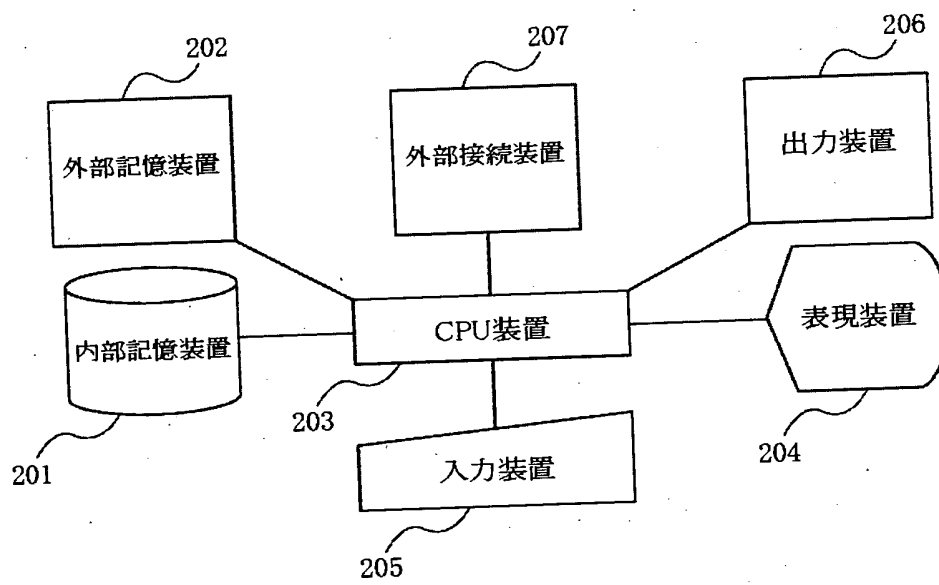 202
207
206
外部記憶装置
外部接続装置
出力装置
内部記憶装置
CPU装置
表現装置
201
203
204
入力装置
205